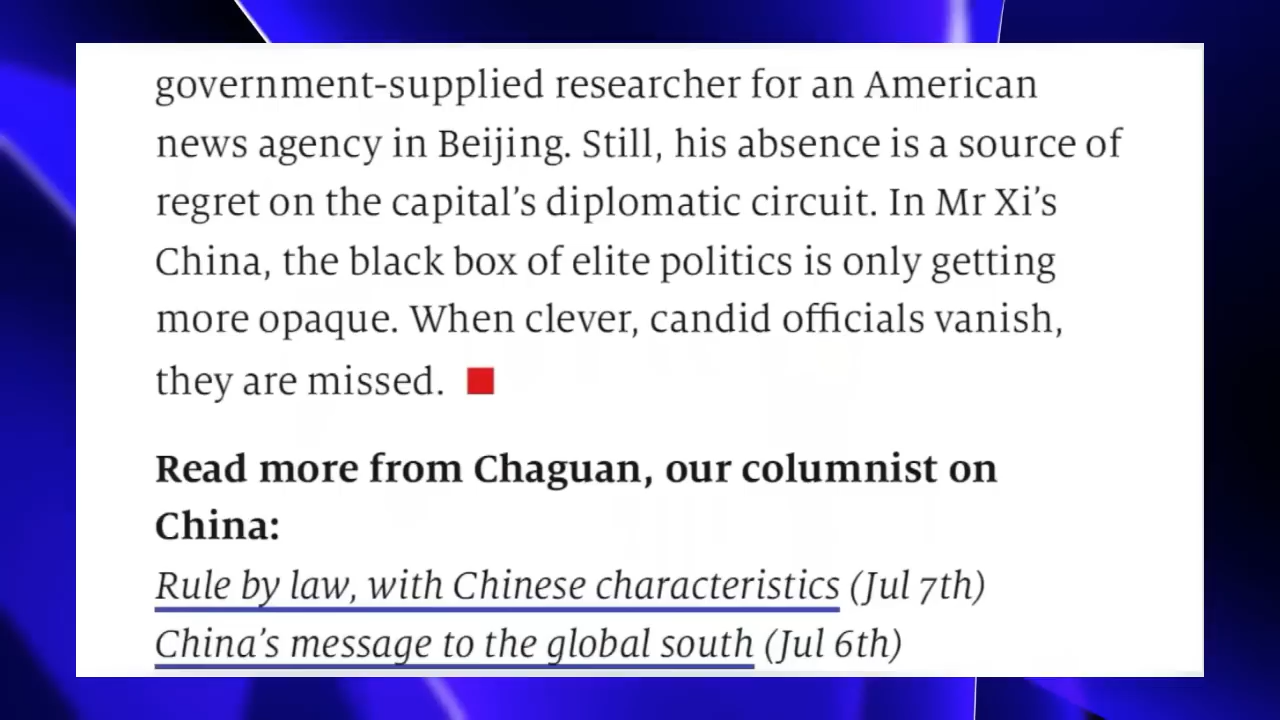 government-supplied researcher for an American
news agency in Beijing. Still, his absence is a source of
regret on the capital’s diplomatic circuit. In Mr Xi’s
China, the black box of elite politics is only getting
more opaque. When clever, candid officials vanish,
they are missed. ■
Read more from Chaguan, our columnist on
China:
Rule by law, with Chinese characteristics (Jul 7th)
China’s message to the global south (Jul 6th)